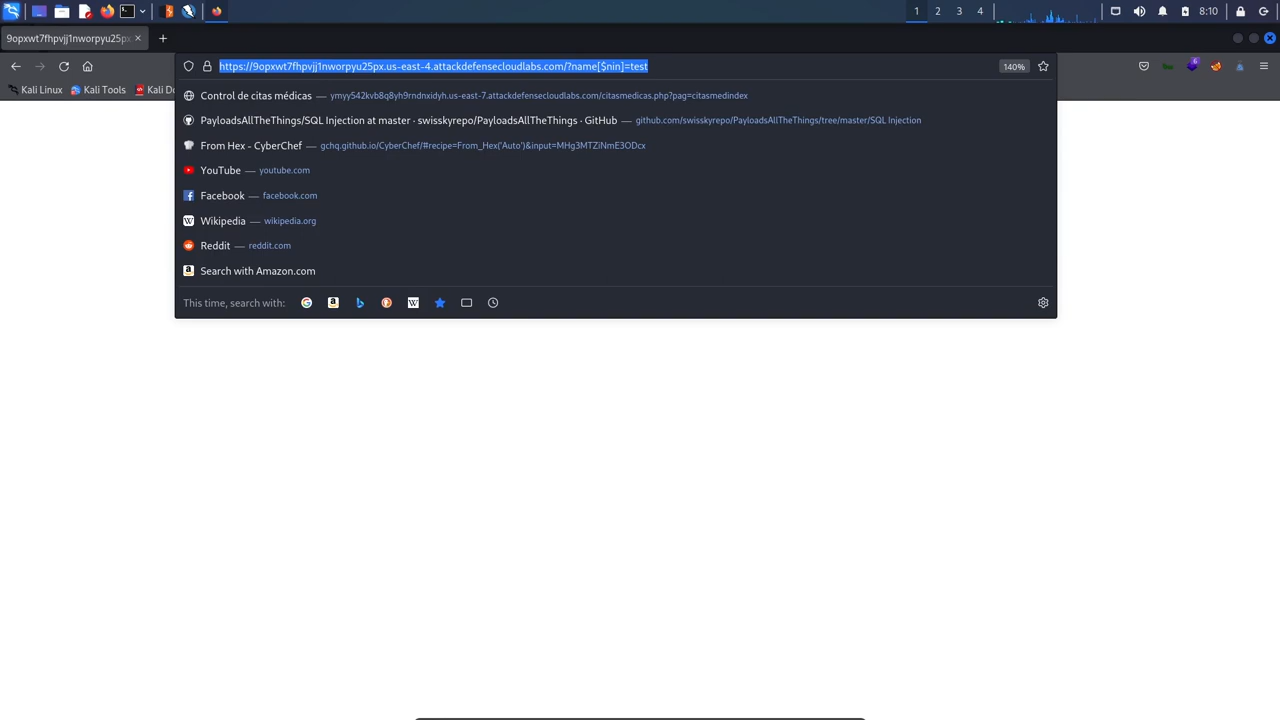 1 2 3 4 8:10
9opxwt7fhpvjj1nworpyu25px
https://9opxwt7fhpvjj1nworpyu25px.us-east-4.attackdefensecloudlabs.com/?name[$nin]=test 140% 6
Kali Linux Kali Tools Kali Do
Control de citas médicas — ymyy542kvb8q8yh9rndnxidyh.us-east-7.attackdefensecloudlabs.com/citasmedicas.php?pag=citasmedindex
PayloadsAllTheThings/SQL Injection at master · swisskyrepo/PayloadsAllTheThings · GitHub — github.com/swisskyrepo/PayloadsAllTheThings/tree/master/SQL Injection
From Hex - CyberChef — gchq.github.io/CyberChef/#recipe=From_Hex('Auto')&input=MHg3MTZiNmE3ODcx
YouTube — youtube.com
Facebook — facebook.com
Wikipedia — wikipedia.org
Reddit — reddit.com
Search with Amazon.com
This time, search with: